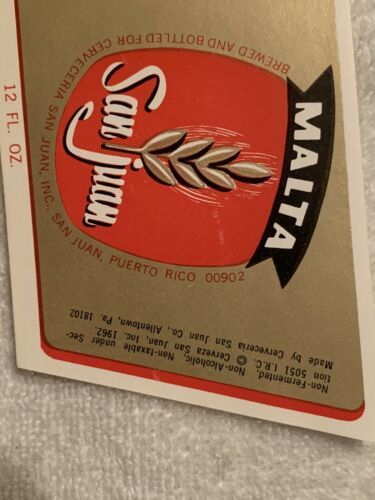 MALTA
San Juan
BREWED AND BOTTLED FOR CERVECERIA SAN JUAN, INC., SAN JUAN, PUERTO RICO 00902
12 FL. OZ.
Non-Fermented, Non-Alcoholic, Non-taxable under Sec-
tion 5051 I.R.C. © Cerveza San Juan, Inc. 1962.
Made by Cerveceria San Juan Co., Allentown, Pa. 18102